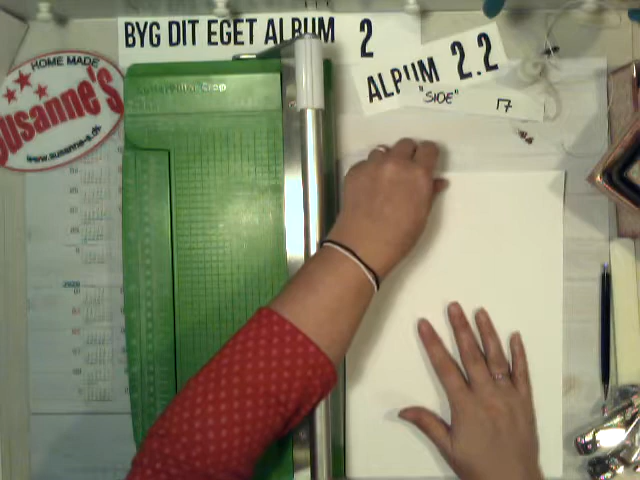 BYG DIT EGET ALBUM 2
ALBUM 2.2
"SIDE" 17
HOME MADE
Susanne's
www.susanne-s.dk